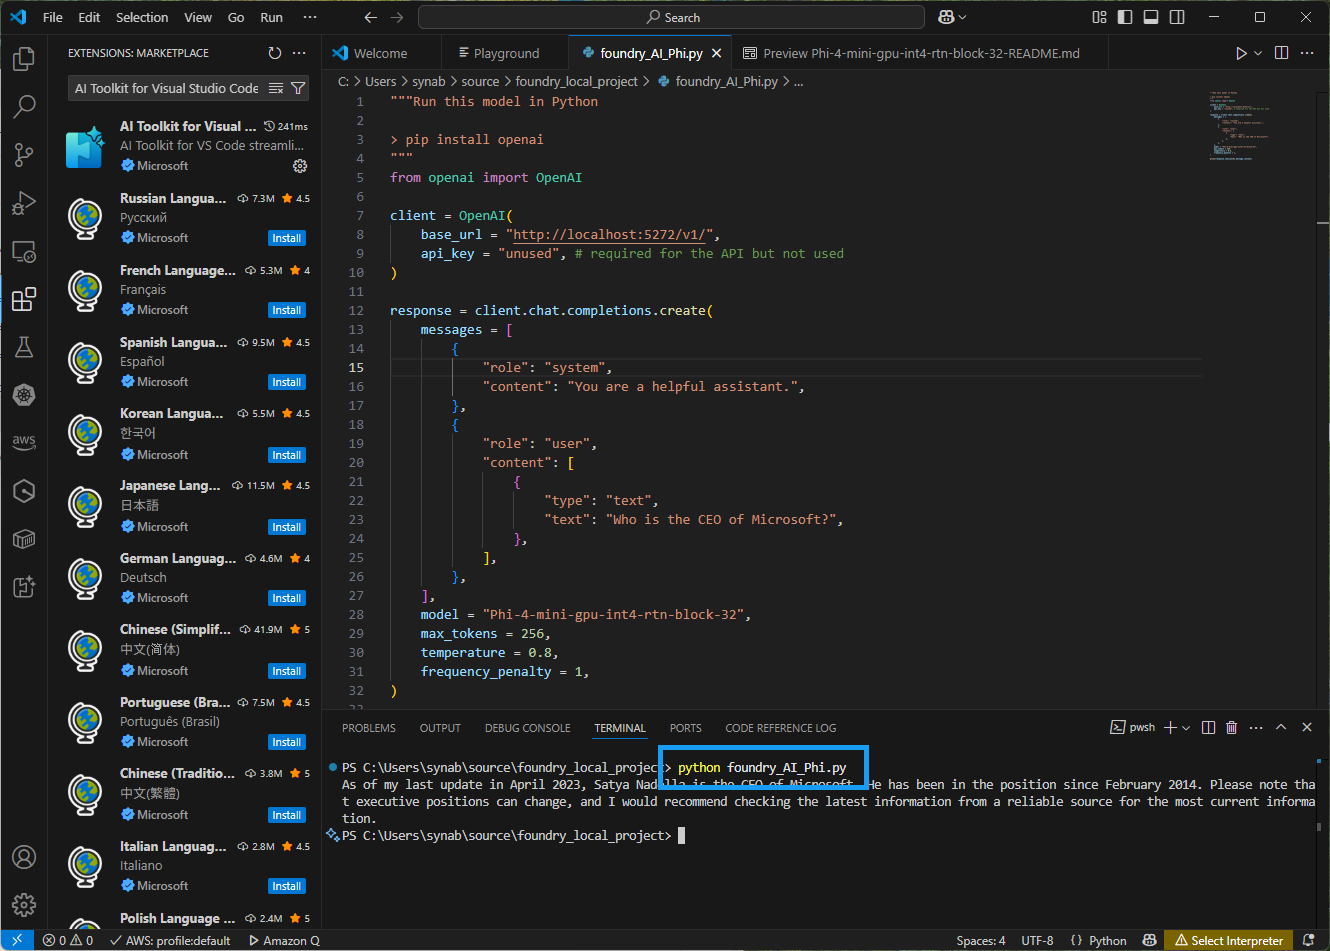 File Edit Selection View Go Run ··· Search
EXTENSIONS: MARKETPLACE
AI Toolkit for Visual Studio Code
AI Toolkit for Visual ... 241ms
AI Toolkit for VS Code streamli...
Microsoft
Russian Langua... 7.3M 4.5
Русский
Microsoft Install
French Language... 5.3M 4
Français
Microsoft Install
Spanish Langua... 9.5M 4.5
Español
Microsoft Install
Korean Langua... 5.5M 4.5
한국어
Microsoft Install
Japanese Lang... 11.5M 4.5
日本語
Microsoft Install
German Languag... 4.6M 4
Deutsch
Microsoft Install
Chinese (Simplif... 41.9M 5
中文(简体)
Microsoft Install
Portuguese (Bra... 7.5M 4.5
Português (Brasil)
Microsoft Install
Chinese (Traditio... 3.8M 5
中文(繁體)
Microsoft Install
Italian Languag... 2.8M 4.5
Italiano
Microsoft Install
Polish Language ... 2.4M 5
aws
Welcome Playground foundry_AI_Phi.py Preview Phi-4-mini-gpu-int4-rtn-block-32-README.md
C: > Users > synab > source > foundry_local_project > foundry_AI_Phi.py > ...
1 """Run this model in Python
2
3 > pip install openai
4 """
5 from openai import OpenAI
6
7 client = OpenAI(
8 base_url = "http://localhost:5272/v1/",
9 api_key = "unused", # required for the API but not used
10 )
11
12 response = client.chat.completions.create(
13 messages = [
14 {
15 "role": "system",
16 "content": "You are a helpful assistant.",
17 },
18 {
19 "role": "user",
20 "content": [
21 {
22 "type": "text",
23 "text": "Who is the CEO of Microsoft?",
24 },
25 ],
26 },
27 ],
28 model = "Phi-4-mini-gpu-int4-rtn-block-32",
29 max_tokens = 256,
30 temperature = 0.8,
31 frequency_penalty = 1,
32 )
PROBLEMS OUTPUT DEBUG CONSOLE TERMINAL PORTS CODE REFERENCE LOG pwsh
PS C:\Users\synab\source\foundry_local_project> python foundry_AI_Phi.py
As of my last update in April 2023, Satya Nadella is the CEO of Microsoft. He has been in the position since February 2014. Please note tha
t executive positions can change, and I would recommend checking the latest information from a reliable source for the most current informa
tion.
PS C:\Users\synab\source\foundry_local_project>
0 0 AWS: profile:default Amazon Q Spaces: 4 UTF-8 {} Python Select Interpreter